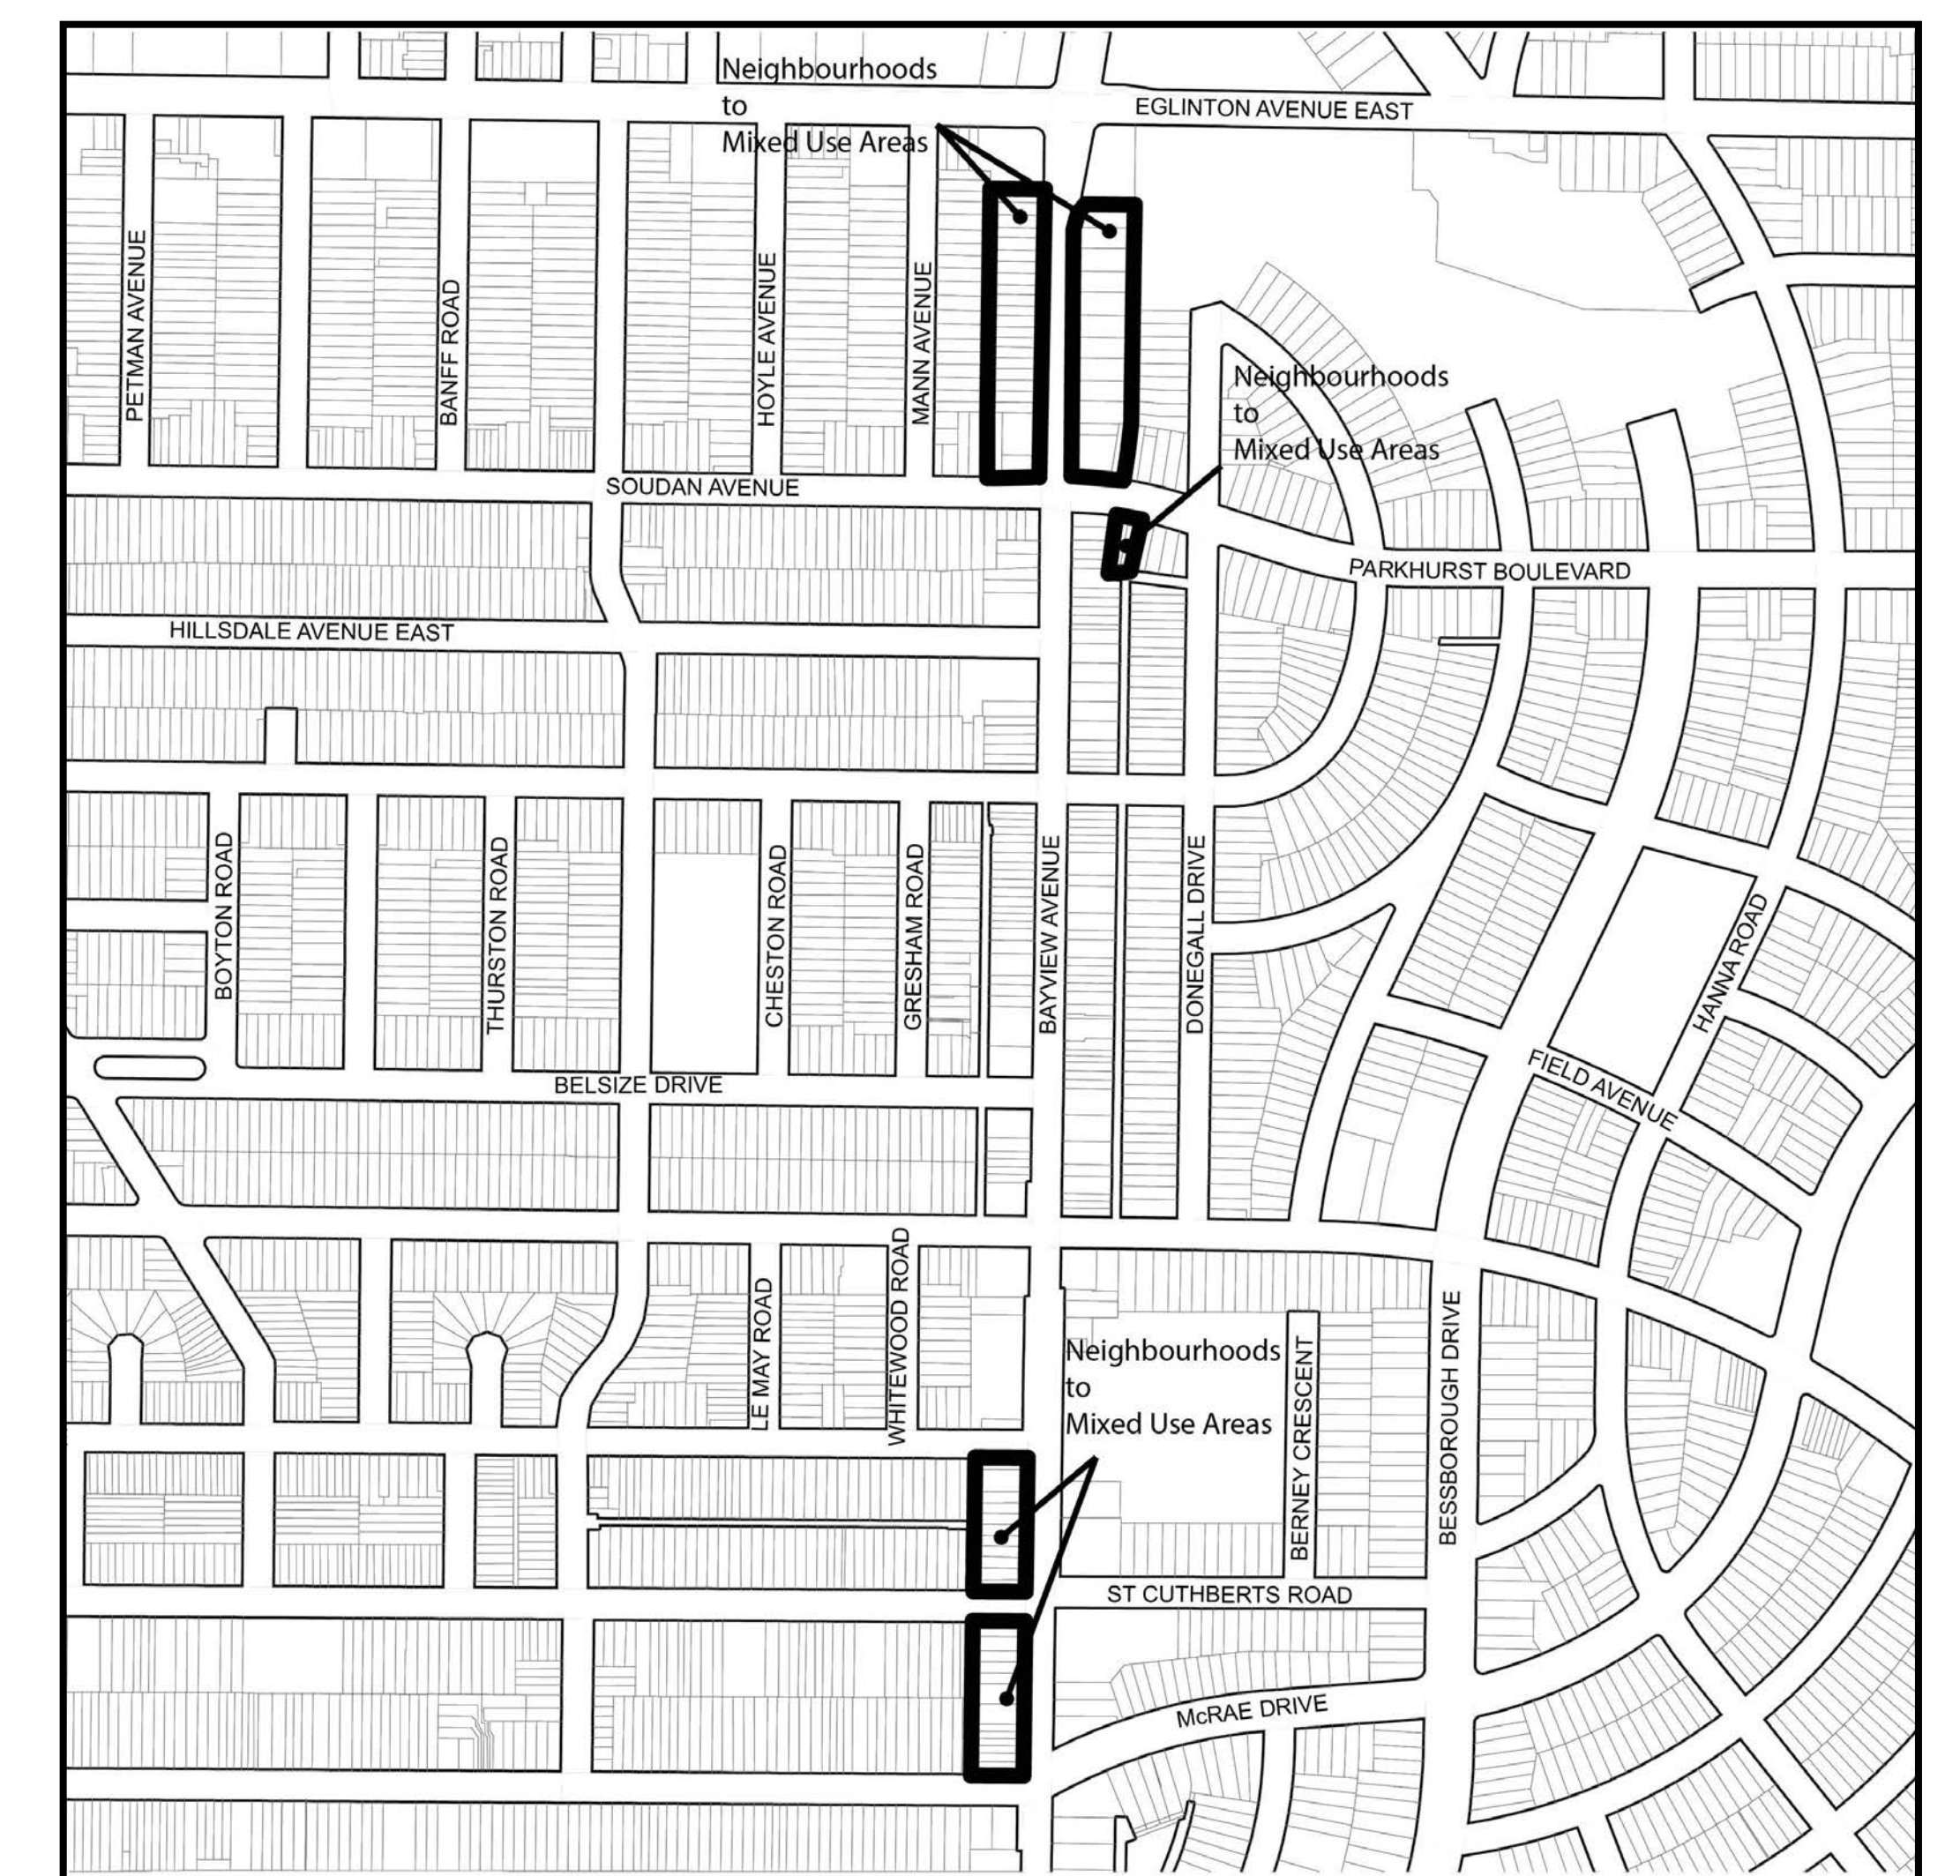 Neighbourhoods
to
Mixed Use Areas
EGLINTON AVENUE EAST
PETMAN AVENUE
BANFF ROAD
HOYLE AVENUE
MANN AVENUE
Neighbourhoods
to
Mixed Use Areas
SOUDAN AVENUE
PARKHURST BOULEVARD
HILLSDALE AVENUE EAST
BOYTON ROAD
THURSTON ROAD
CHESTON ROAD
GRESHAM ROAD
BAYVIEW AVENUE
DONEGALL DRIVE
HANNA ROAD
FIELD AVENUE
BELSIZE DRIVE
LE MAY ROAD
WHITEWOOD ROAD
Neighbourhoods
to
Mixed Use Areas
BERNEY CRESCENT
BESSBOROUGH DRIVE
ST CUTHBERTS ROAD
McRAE DRIVE